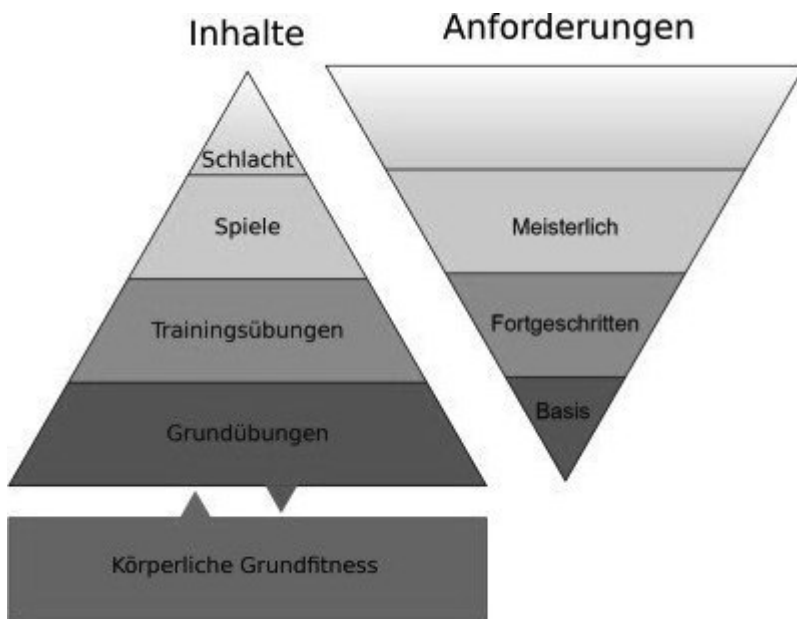 Inhalte
Anforderungen
Schlacht
Spiele
Trainingsübungen
Grundübungen
Körperliche Grundfitness
Meisterlich
Fortgeschritten
Basis